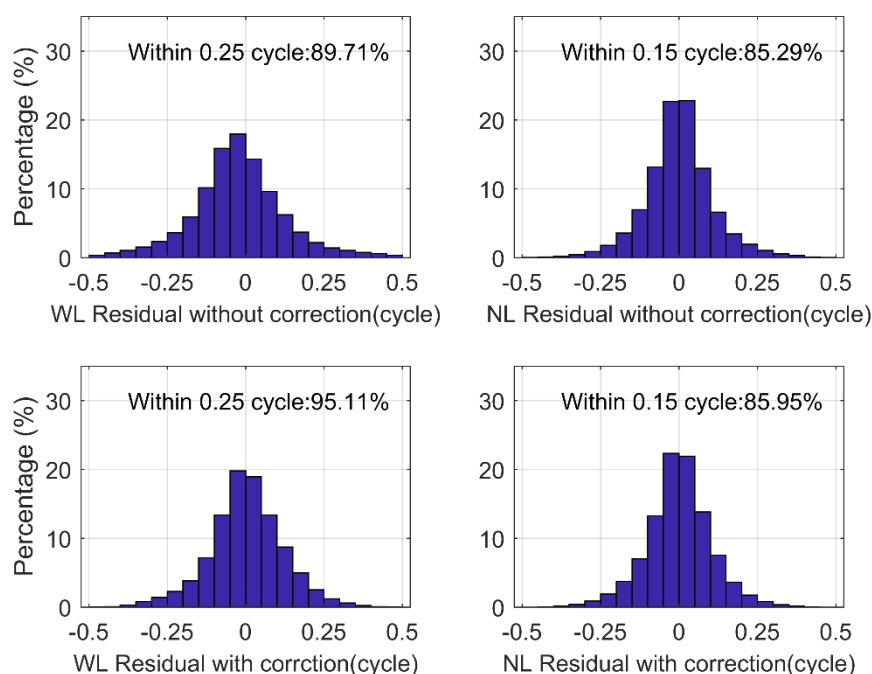 Percentage (%)
30
20
10
0
Within 0.25 cycle:89.71%
-0.5 -0.25 0 0.25 0.5
WL Residual without correction(cycle)
30
20
10
0
Within 0.15 cycle:85.29%
-0.5 -0.25 0 0.25 0.5
NL Residual without correction(cycle)
Percentage (%)
30
20
10
0
Within 0.25 cycle:95.11%
-0.5 -0.25 0 0.25 0.5
WL Residual with corrction(cycle)
30
20
10
0
Within 0.15 cycle:85.95%
-0.5 -0.25 0 0.25 0.5
NL Residual with correction(cycle)